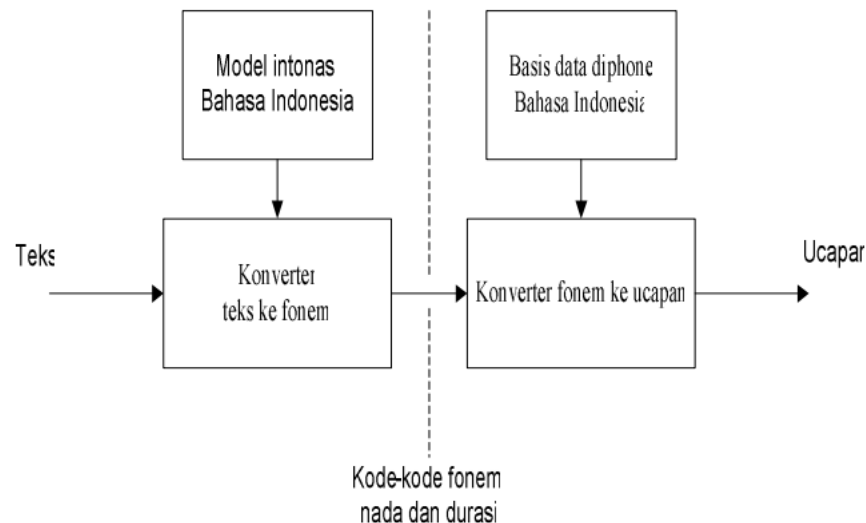 Model intonas
Bahasa Indonesia
Basis data diphone
Bahasa Indonesia
Teks
Konverter
teks ke fonem
Konverter fonem ke ucapan
Ucapar
Kode-kode fonem
nada dan durasi